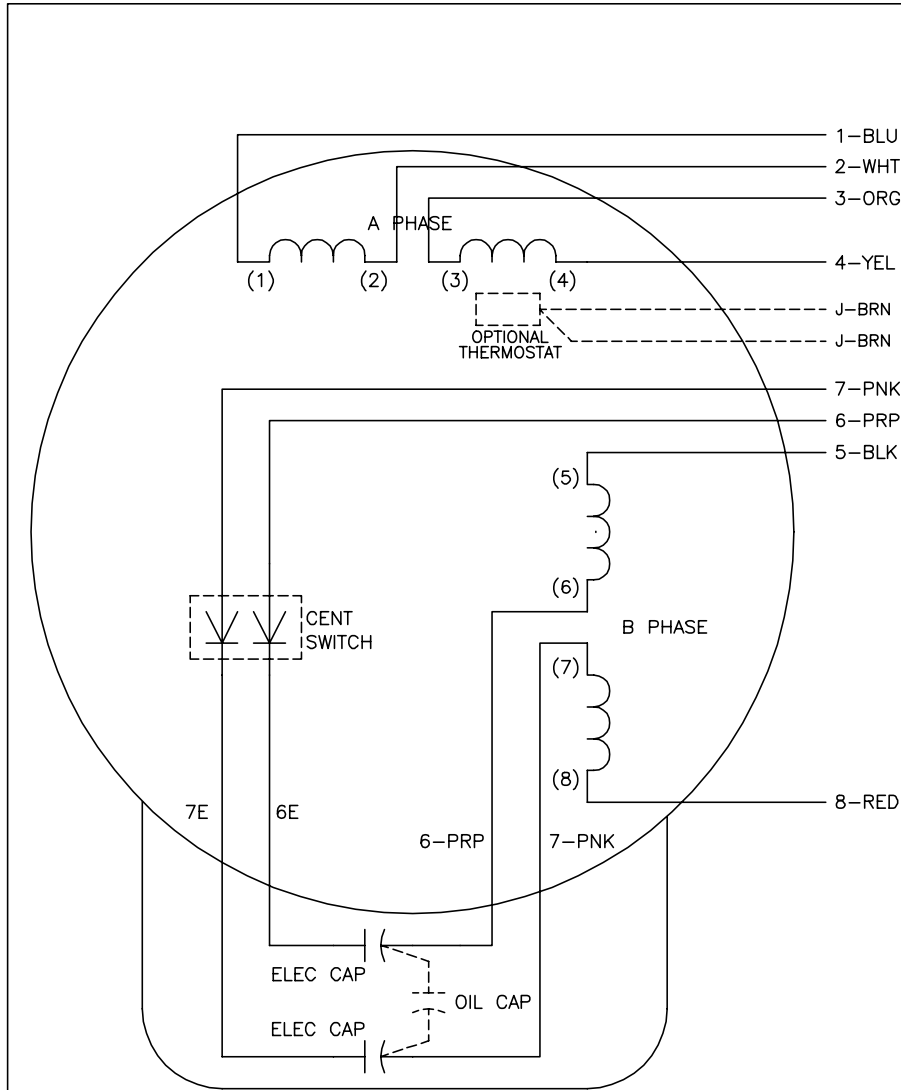 1-BLU
2-WHT
3-ORG
A PHASE
(1)
(2)
(3)
(4)
4-YEL
J-BRN
OPTIONAL
THERMOSTAT
J-BRN
7-PNK
6-PRP
5-BLK
(5)
(6)
CENT
SWITCH
B PHASE
(7)
(8)
8-RED
7E
6E
6-PRP
7-PNK
ELEC CAP
OIL CAP
ELEC CAP